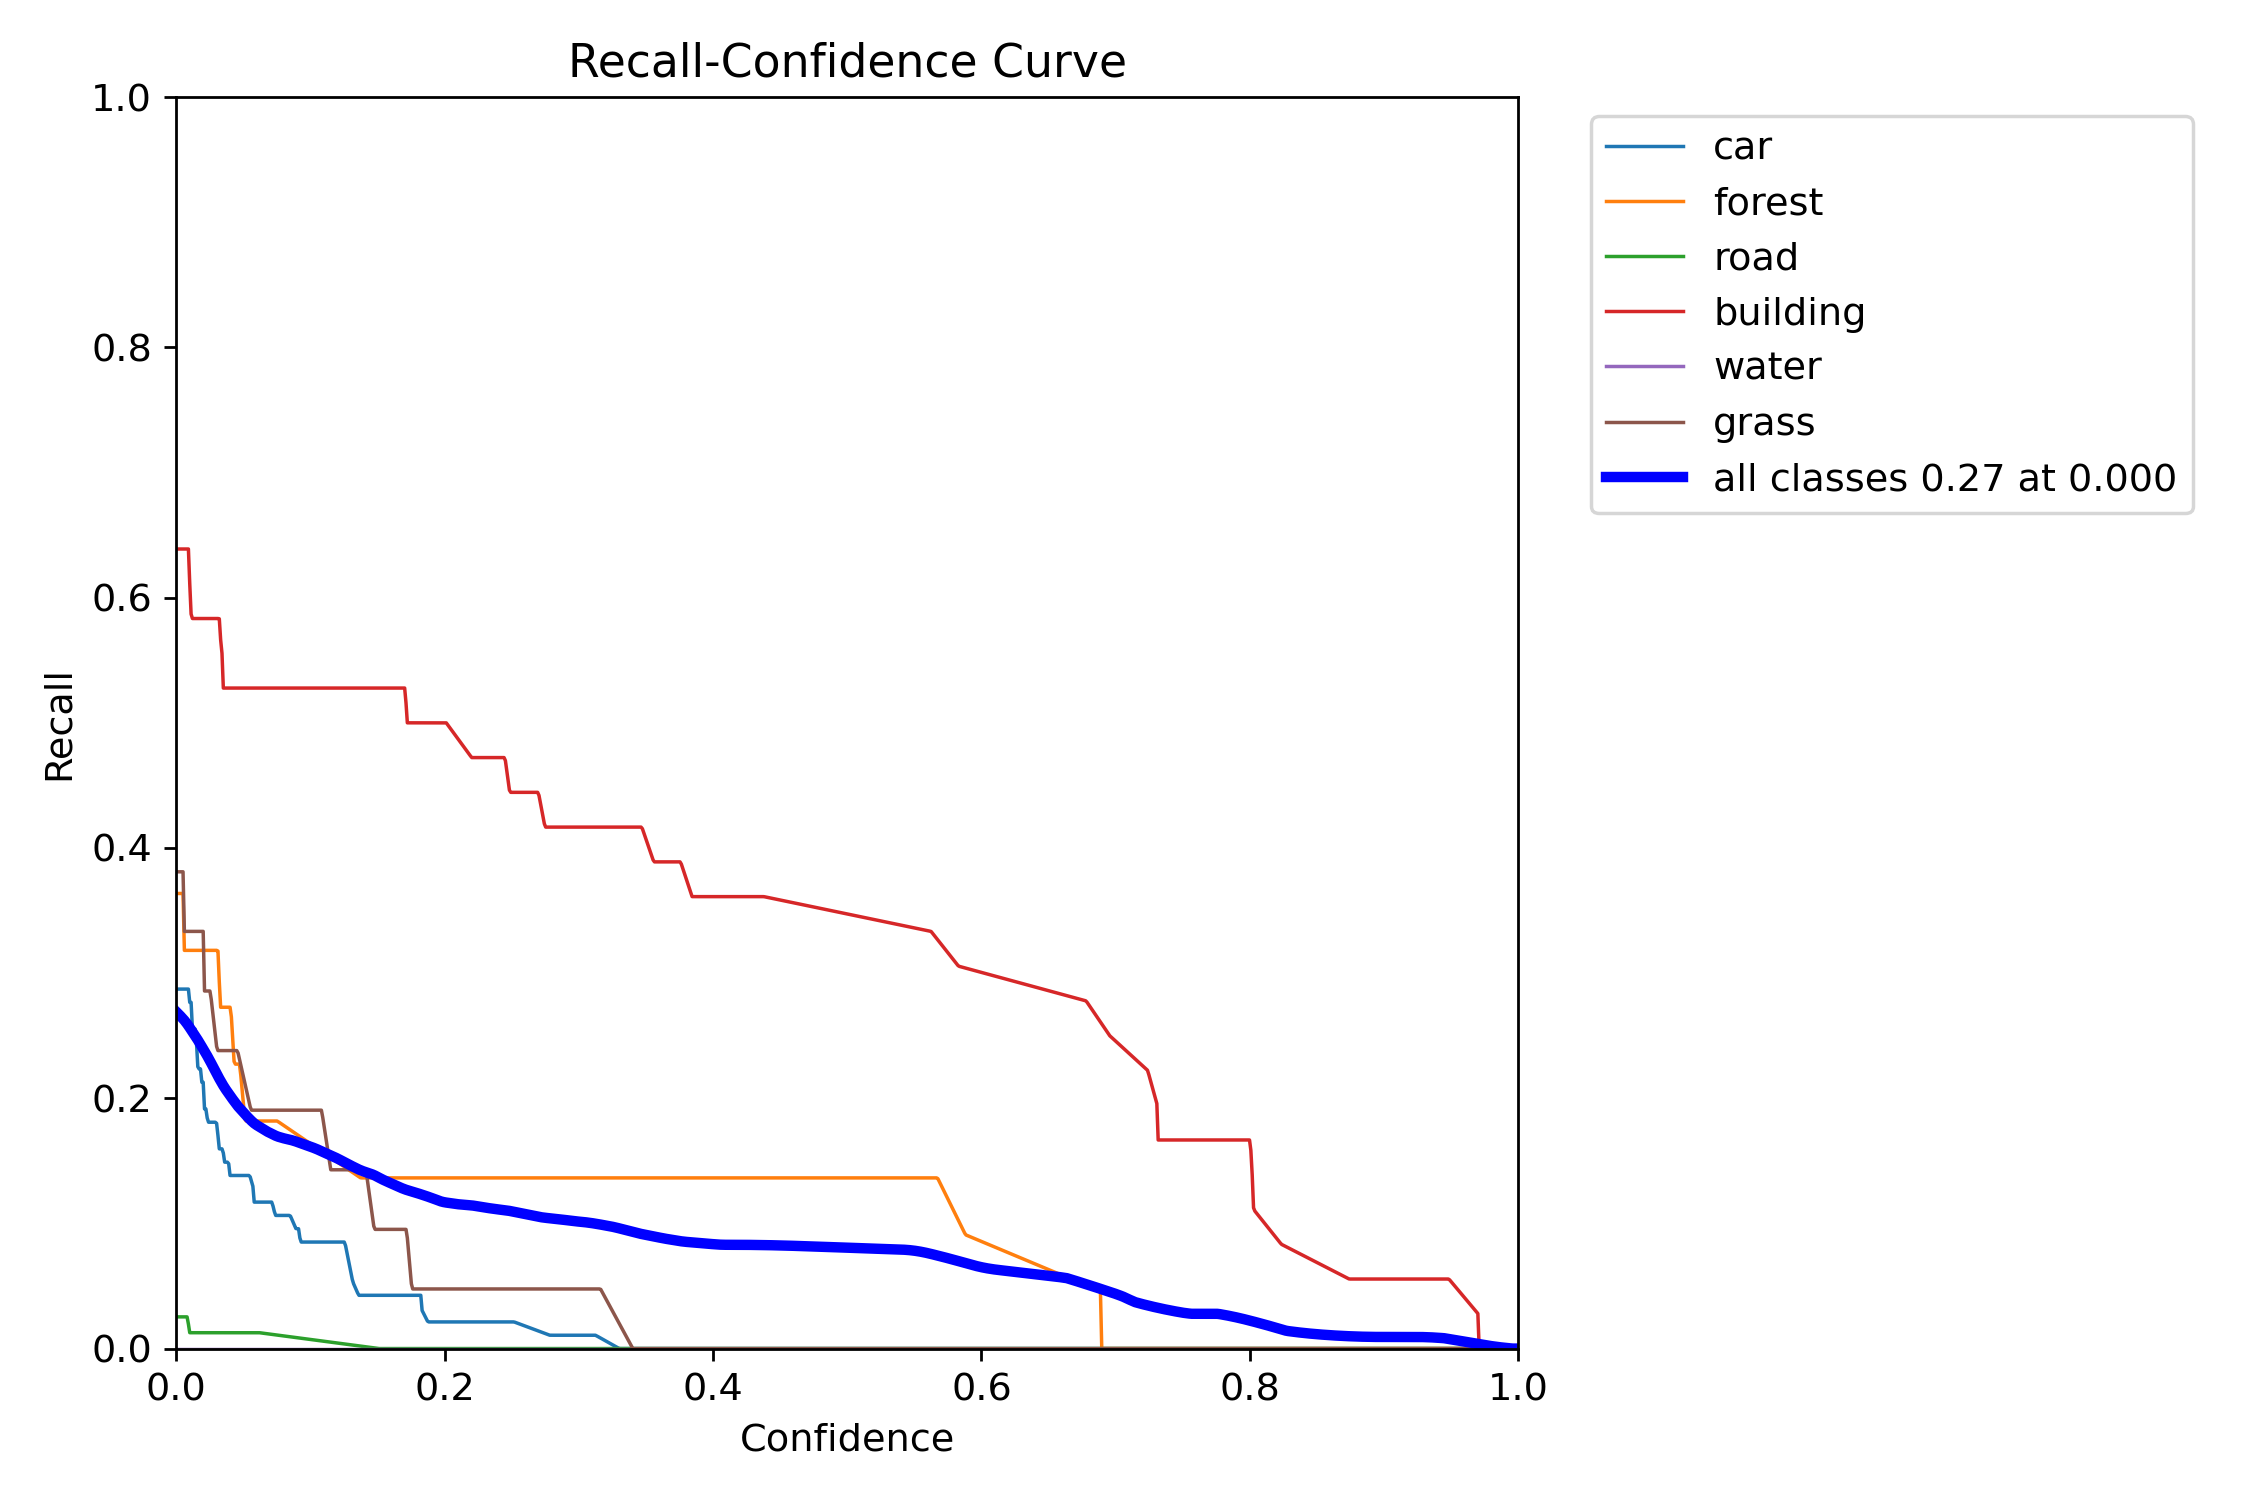 Recall-Confidence Curve
1.0
0.8
0.6
0.4
0.2
0.0
Recall
0.0 0.2 0.4 0.6 0.8 1.0
Confidence
car
forest
road
building
water
grass
all classes 0.27 at 0.000